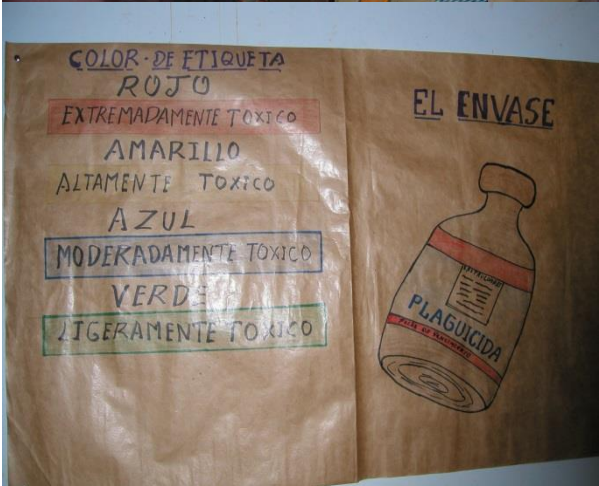 COLOR · DE ETIQUETA
ROJO
EXTREMADAMENTE TOXICO
AMARILLO
ALTAMENTE TOXICO
AZUL
MODERADAMENTE TOXICO
VERDE
LIGERAMENTE TOXICO
EL ENVASE
PLAGUICIDA